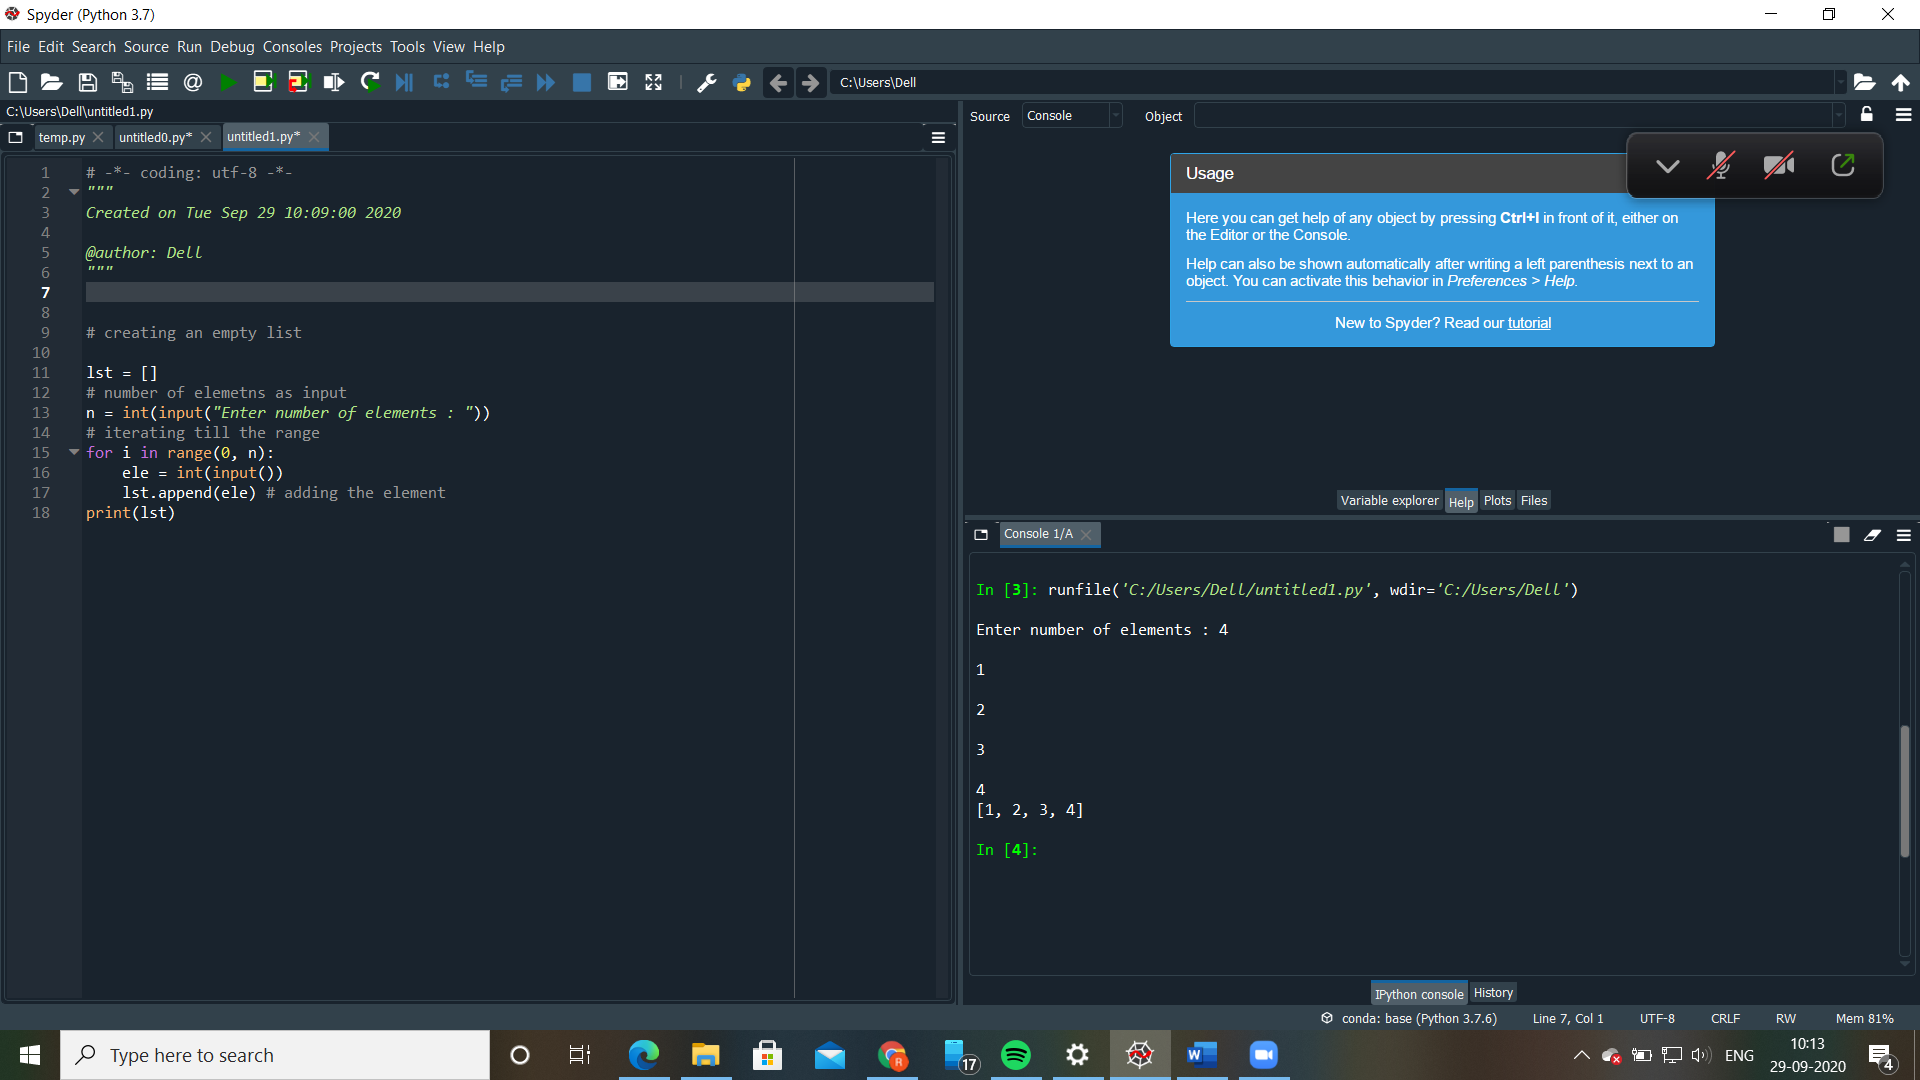 Spyder (Python 3.7)
File Edit Search Source Run Debug Consoles Projects Tools View Help
C:\Users\Dell
C:\Users\Dell\untitled1.py
temp.py untitled0.py* untitled1.py*
1 # -*- coding: utf-8 -*-
2 """
3 Created on Tue Sep 29 10:09:00 2020
4
5 @author: Dell
6 """
7
8
9 # creating an empty list
10
11 lst = []
12 # number of elemetns as input
13 n = int(input("Enter number of elements : "))
14 # iterating till the range
15 for i in range(0, n):
16 ele = int(input())
17 lst.append(ele) # adding the element
18 print(lst)
Source Console Object
Usage
Here you can get help of any object by pressing Ctrl+I in front of it, either on
the Editor or the Console.
Help can also be shown automatically after writing a left parenthesis next to an
object. You can activate this behavior in Preferences > Help.
New to Spyder? Read our tutorial
Variable explorer Help Plots Files
Console 1/A
In [3]: runfile('C:/Users/Dell/untitled1.py', wdir='C:/Users/Dell')
Enter number of elements : 4
1
2
3
4
[1, 2, 3, 4]
In [4]:
IPython console History
conda: base (Python 3.7.6) Line 7, Col 1 UTF-8 CRLF RW Mem 81%
Type here to search
R
17
W
ENG
10:13
29-09-2020
4